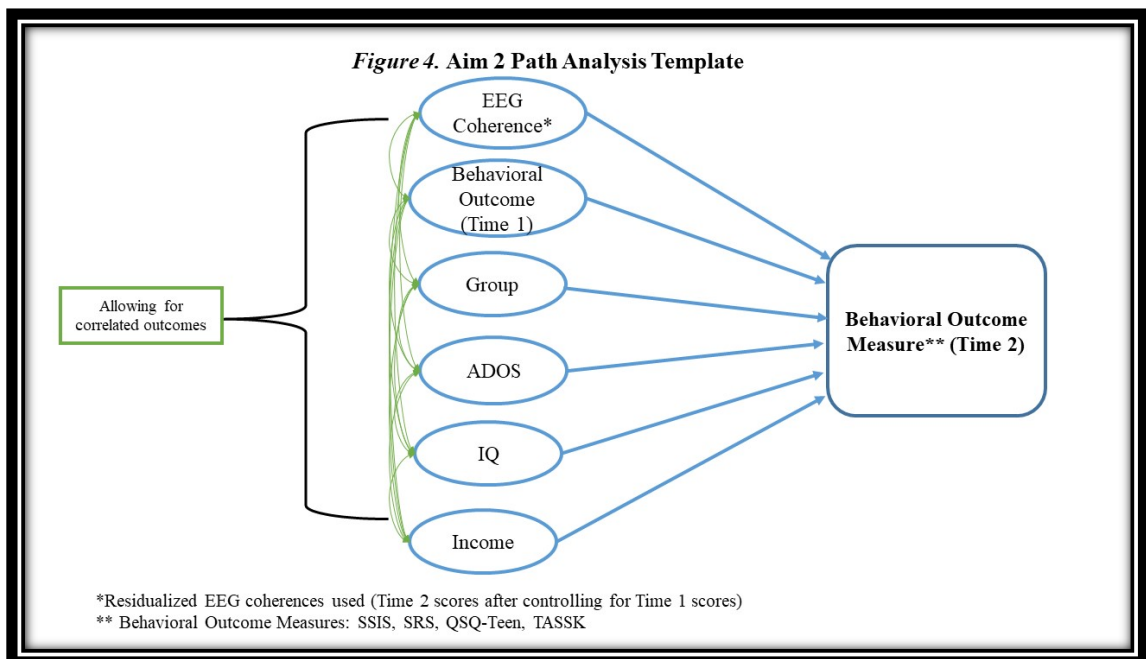 Figure 4. Aim 2 Path Analysis Template
EEG
Coherence*
Behavioral
Outcome
(Time 1)
Group
ADOS
IQ
Income
Allowing for
correlated outcomes
Behavioral Outcome
Measure** (Time 2)
*Residualized EEG coherences used (Time 2 scores after controlling for Time 1 scores)
** Behavioral Outcome Measures: SSIS, SRS, QSQ-Teen, TASSK